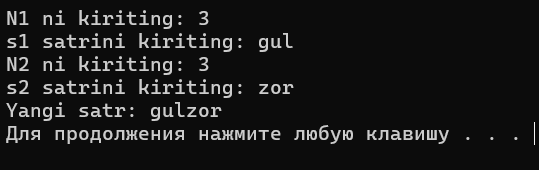 N1 ni kiriting: 3
s1 satrini kiriting: gul
N2 ni kiriting: 3
s2 satrini kiriting: zor
Yangi satr: gulzor
Для продолжения нажмите любую клавишу . . .